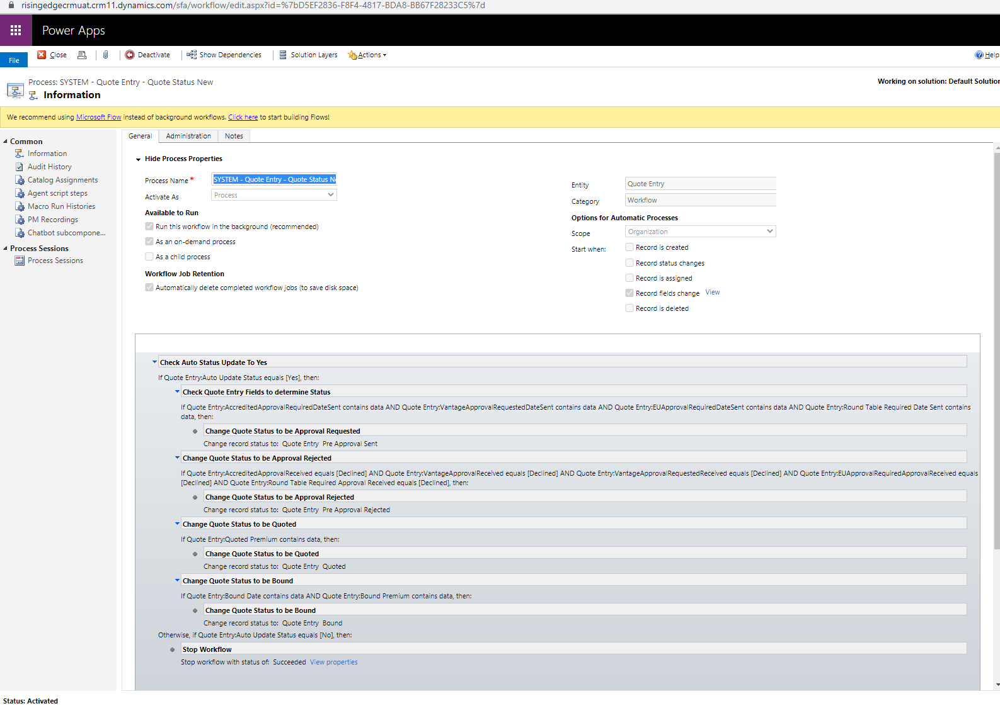 risingedgecrmuat.crm11.dynamics.com/sfa/workflow/edit.aspx?id=%7bD5EF2836-F8F4-4817-BDA8-BB67F28233C5%7d
Power Apps
File
Close
Deactivate
Show Dependencies
Solution Layers
Actions
Help
Process: SYSTEM - Quote Entry - Quote Status New
Information
Working on solution: Default Solution
We recommend using Microsoft Flow instead of background workflows. Click here to start building Flows!
Common
Information
Audit History
Catalog Assignments
Agent script steps
Macro Run Histories
PM Recordings
Chatbot subcompone...
Process Sessions
Process Sessions
General
Administration
Notes
Hide Process Properties
Process Name *
SYSTEM - Quote Entry - Quote Status N
Activate As
Process
Available to Run
Run this workflow in the background (recommended)
As an on-demand process
As a child process
Workflow Job Retention
Automatically delete completed workflow jobs (to save disk space)
Entity
Quote Entry
Category
Workflow
Options for Automatic Processes
Scope
Organization
Start when:
Record is created
Record status changes
Record is assigned
Record fields change View
Record is deleted
Check Auto Status Update To Yes
If Quote Entry:Auto Update Status equals [Yes], then:
Check Quote Entry Fields to determine Status
If Quote Entry:AccreditedApprovalRequiredDateSent contains data AND Quote Entry:VantageApprovalRequestedDateSent contains data AND Quote Entry:EUApprovalRequiredDateSent contains data AND Quote Entry:Round Table Required Date Sent contains
data, then:
Change Quote Status to be Approval Requested
Change record status to: Quote Entry Pre Approval Sent
Change Quote Status to be Approval Rejected
If Quote Entry:AccreditedApprovalReceived equals [Declined] AND Quote Entry:VantageApprovalReceived equals [Declined] AND Quote Entry:VantageApprovalRequestedReceived equals [Declined] AND Quote Entry:EUApprovalRequiredApprovalReceived equals
[Declined] AND Quote Entry:Round Table Required Approval Received equals [Declined], then:
Change Quote Status to be Approval Rejected
Change record status to: Quote Entry Pre Approval Rejected
Change Quote Status to be Quoted
If Quote Entry:Quoted Premium contains data, then:
Change Quote Status to be Quoted
Change record status to: Quote Entry Quoted
Change Quote Status to be Bound
If Quote Entry:Bound Date contains data AND Quote Entry:Bound Premium contains data, then:
Change Quote Status to be Bound
Change record status to: Quote Entry Bound
Otherwise, if Quote Entry:Auto Update Status equals [No], then:
Stop Workflow
Stop workflow with status of: Succeeded View properties
Status: Activated